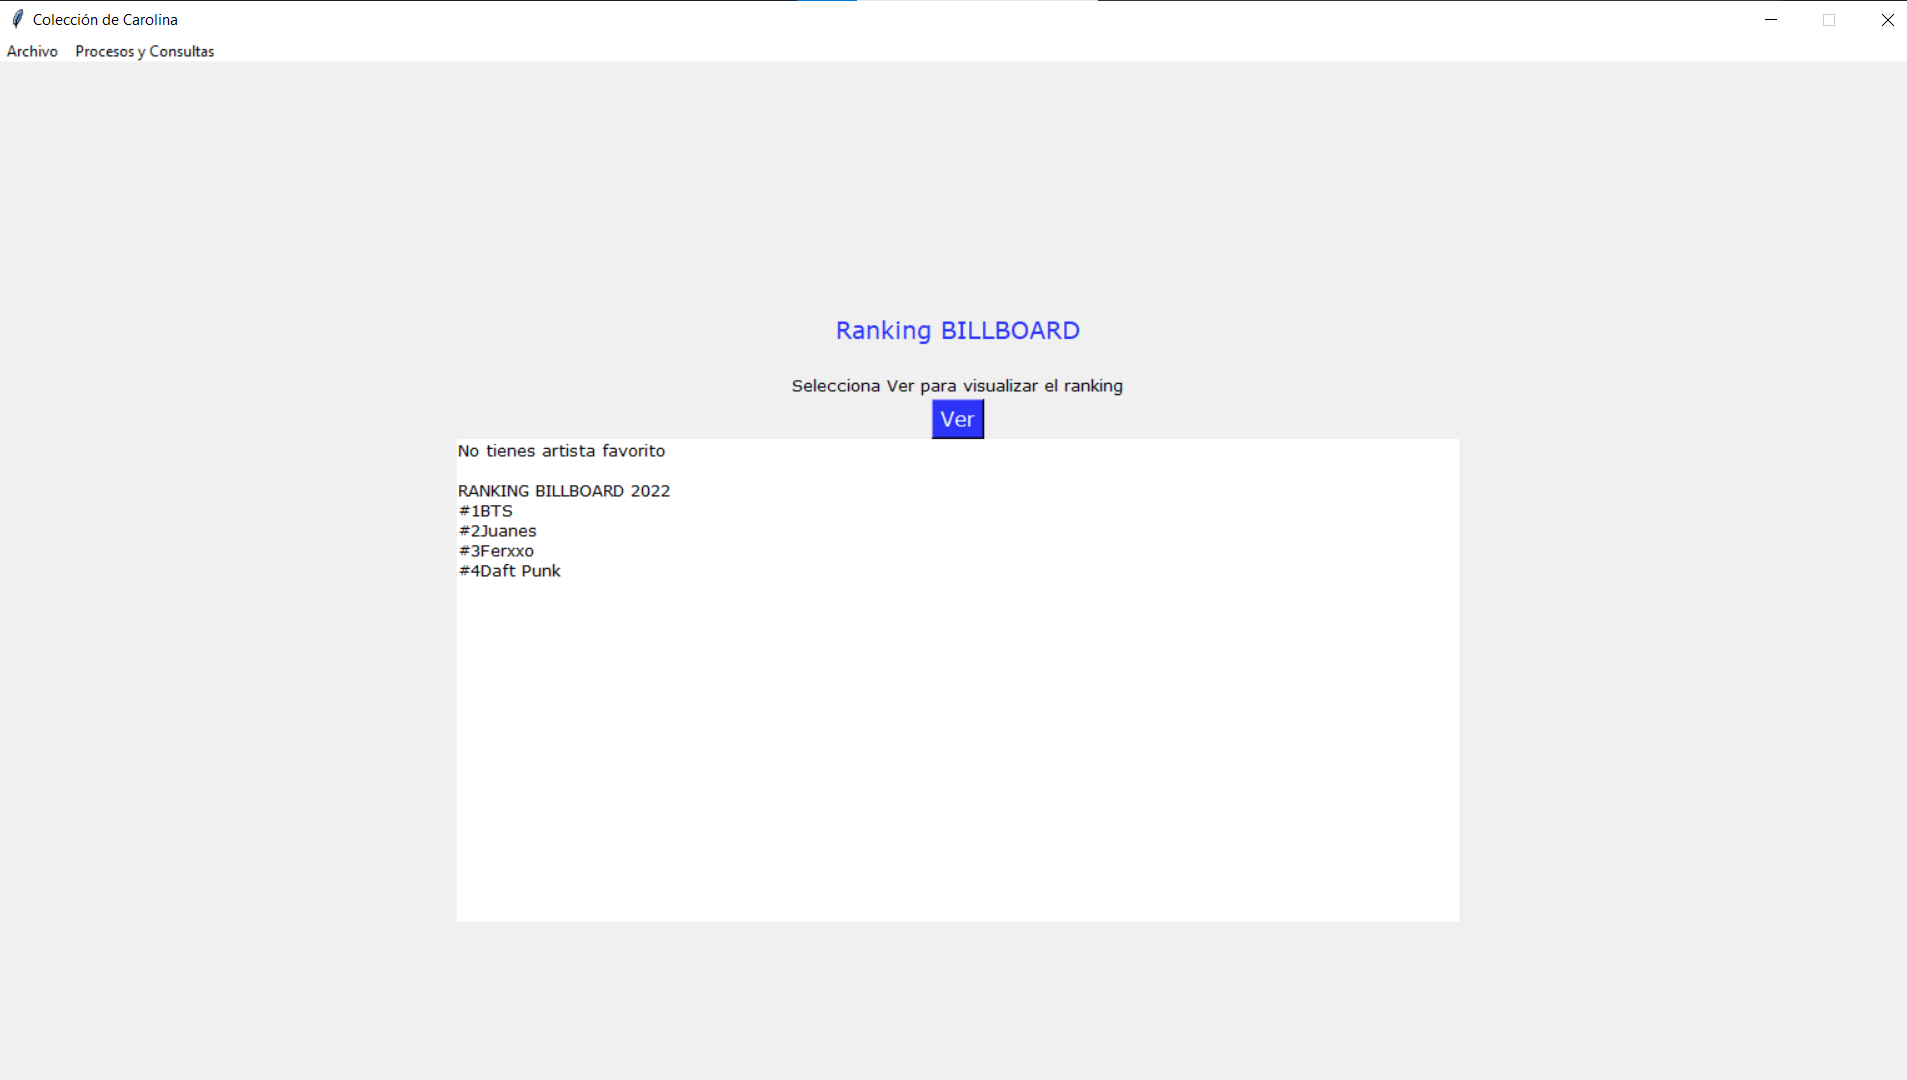 Colección de Carolina
Archivo Procesos y Consultas
Ranking BILLBOARD
Selecciona Ver para visualizar el ranking
Ver
No tienes artista favorito
RANKING BILLBOARD 2022
#1BTS
#2Juanes
#3Ferxxo
#4Daft Punk